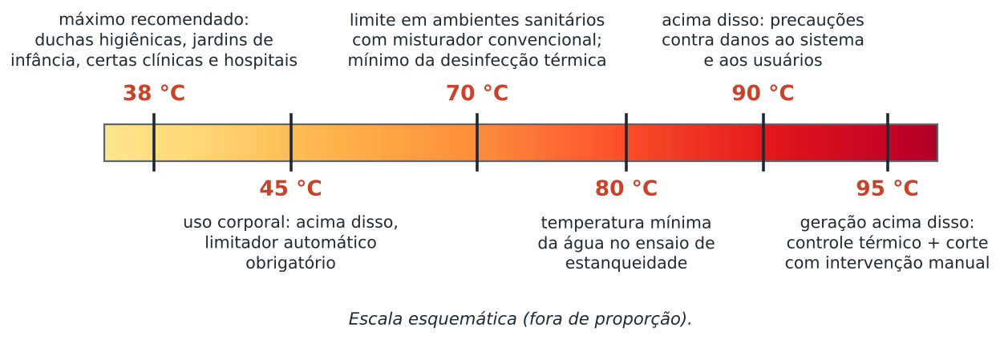 máximo recomendado:
duchas higiênicas, jardins de
infância, certas clínicas e hospitais
38 °C
limite em ambientes sanitários
com misturador convencional;
mínimo da desinfecção térmica
70 °C
acima disso: precauções
contra danos ao sistema
e aos usuários
90 °C
45 °C
uso corporal: acima disso,
limitador automático
obrigatório
80 °C
temperatura mínima
da água no ensaio de
estanqueidade
95 °C
geração acima disso:
controle térmico + corte
com intervenção manual
Escala esquemática (fora de proporção).